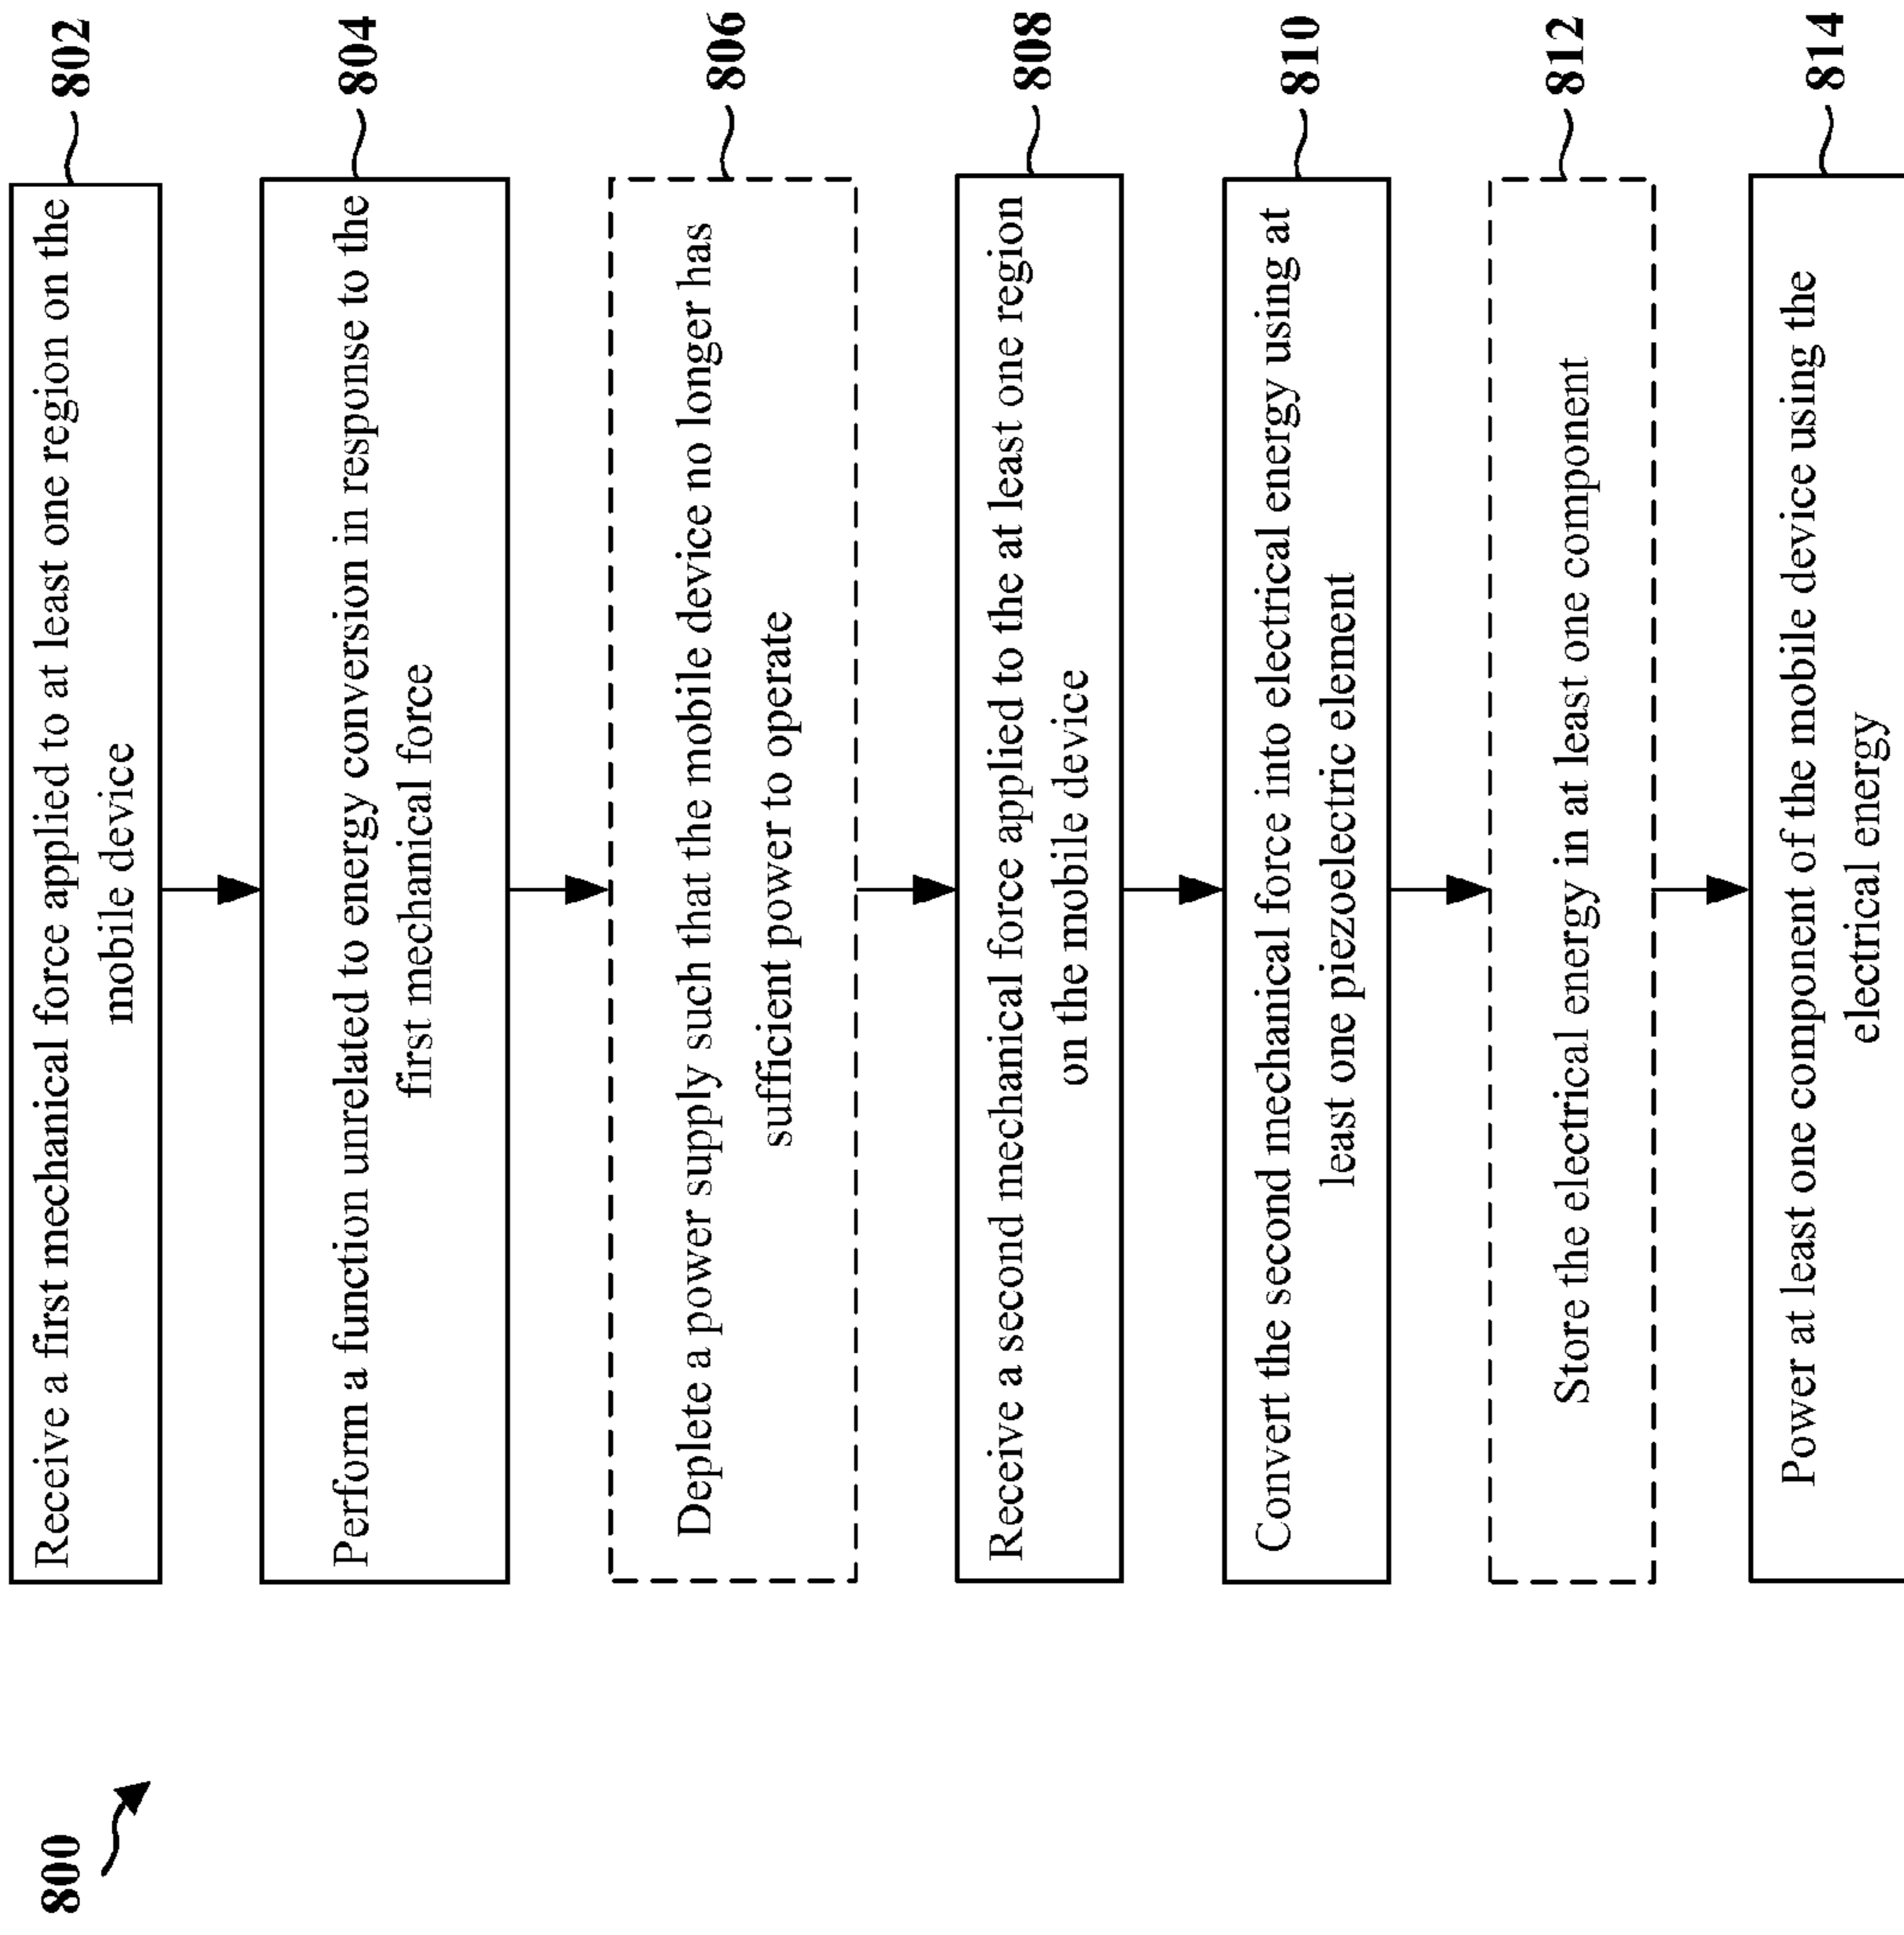 800
Receive a first mechanical force applied to at least one region on the
mobile device
802
Perform a function unrelated to energy conversion in response to the
first mechanical force
804
Deplete a power supply such that the mobile device no longer has
sufficient power to operate
806
Receive a second mechanical force applied to the at least one region
on the mobile device
808
Convert the second mechanical force into electrical energy using at
least one piezoelectric element
810
Store the electrical energy in at least one component
812
Power at least one component of the mobile device using the
electrical energy
814